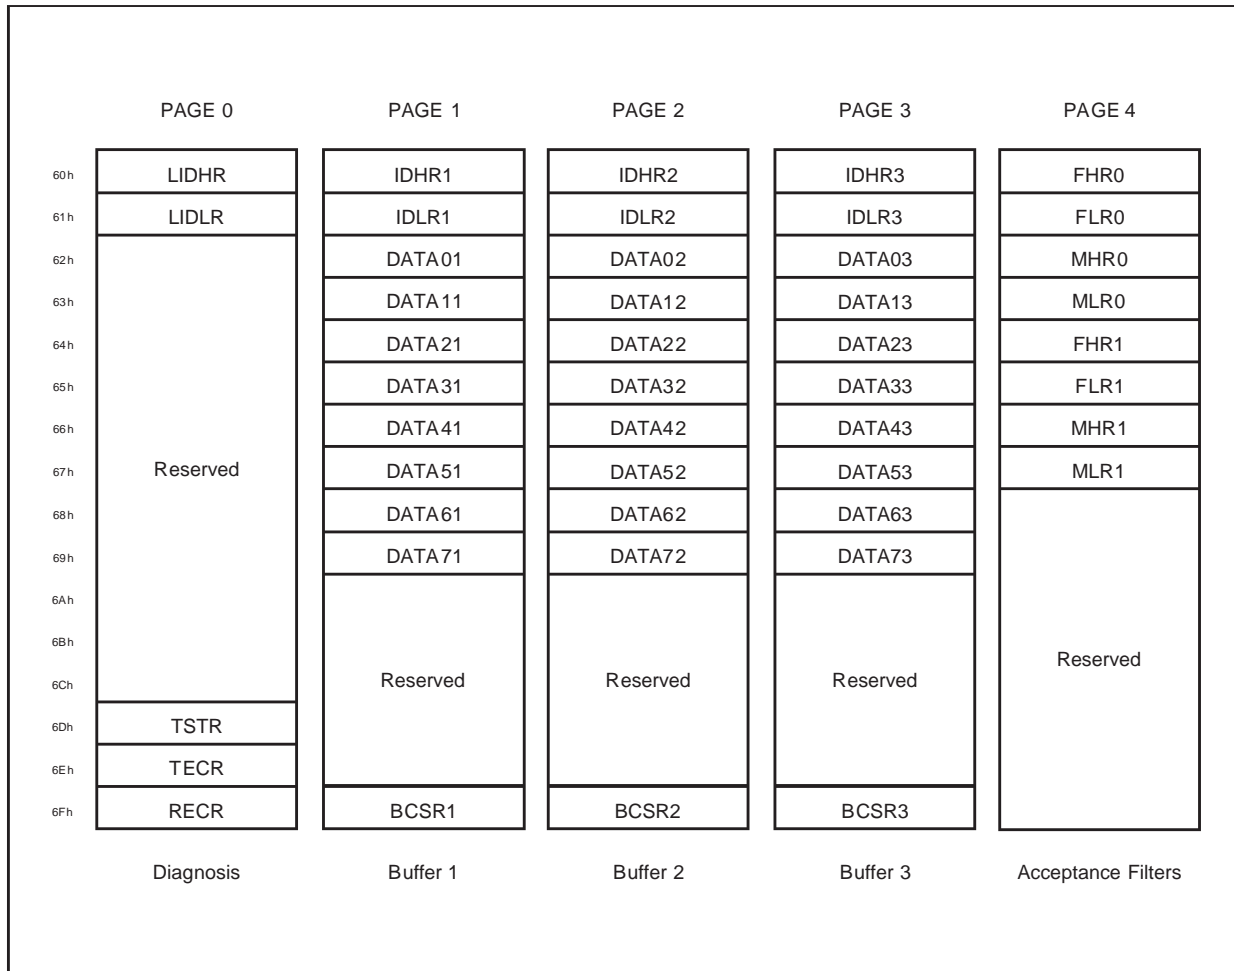 PAGE 0 PAGE 1 PAGE 2 PAGE 3 PAGE 4
60h LIDHR IDHR1 IDHR2 IDHR3 FHR0
61h LIDLR IDLR1 IDLR2 IDLR3 FLR0
62h DATA01 DATA02 DATA03 MHR0
63h DATA11 DATA12 DATA13 MLR0
64h DATA21 DATA22 DATA23 FHR1
65h DATA31 DATA32 DATA33 FLR1
66h DATA41 DATA42 DATA43 MHR1
67h Reserved DATA51 DATA52 DATA53 MLR1
68h DATA61 DATA62 DATA63
69h DATA71 DATA72 DATA73
6Ah
6Bh
Reserved
6Ch Reserved Reserved Reserved
6Dh TSTR
6Eh TECR
6Fh RECR BCSR1 BCSR2 BCSR3
Diagnosis Buffer 1 Buffer 2 Buffer 3 Acceptance Filters